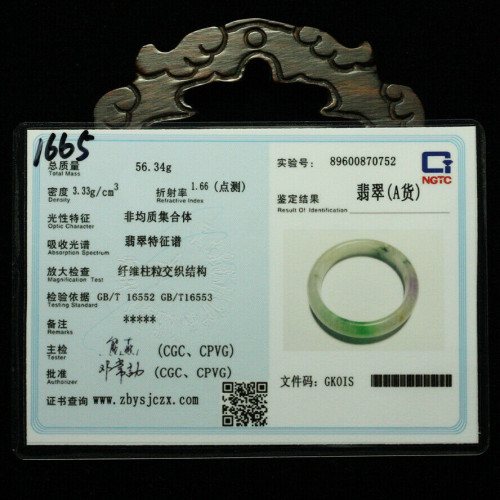 1665
总质量 56.34g
Total Mass
密度 3.33g/cm³ 折射率 1.66 (点测)
Density Refractive Index
光性特征 非均质集合体
Optic Character
吸收光谱 翡翠特征谱
Absorption Spectrum
放大检查 纤维柱粒交织结构
Magnification Test
检验依据 GB/T 16552 GB/T16553
Testing Standard
备注 *****
Remarks
主检 (CGC、CPVG)
Tester
批准 (CGC、CPVG)
Authorizer
证书查询 www.zbysjczx.com
实验号: 89600870752
NGTC
鉴定结果 翡翠(A货)
Result Of Identification
文件码: GK0IS